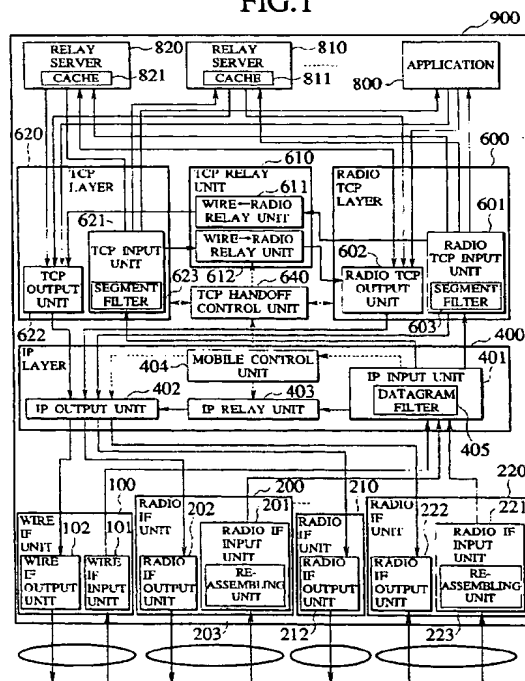 FIG.1
900
RELAY SERVER
CACHE
820
821
RELAY SERVER
CACHE
810
811
APPLICATION
800
620
TCP LAYER
621
TCP INPUT UNIT
SEGMENT FILTER
623
TCP OUTPUT UNIT
622
610
TCP RELAY UNIT
611
WIRE←RADIO RELAY UNIT
WIRE→RADIO RELAY UNIT
612
640
TCP HANDOFF CONTROL UNIT
600
RADIO TCP LAYER
601
602
RADIO TCP INPUT UNIT
SEGMENT FILTER
603
RADIO TCP OUTPUT UNIT
400
IP LAYER
404
MOBILE CONTROL UNIT
401
IP INPUT UNIT
DATAGRAM FILTER
405
402
IP OUTPUT UNIT
403
IP RELAY UNIT
100
WIRE IF UNIT
102
101
WIRE IF OUTPUT UNIT
WIRE IF INPUT UNIT
200
RADIO IF UNIT
202
201
RADIO IF OUTPUT UNIT
RADIO IF INPUT UNIT
RE-ASSEMBLING UNIT
203
210
RADIO IF UNIT
RADIO IF OUTPUT UNIT
212
220
RADIO IF UNIT
222
221
RADIO IF OUTPUT UNIT
RADIO IF INPUT UNIT
RE-ASSEMBLING UNIT
223